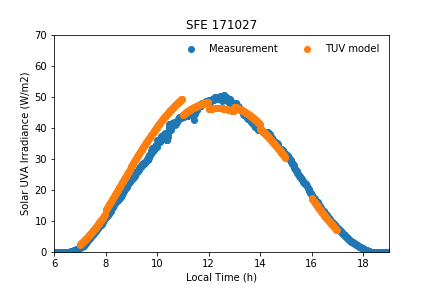 SFE 171027
Measurement TUV model
Solar UVA Irradiance (W/m2)
70
60
50
40
30
20
10
0
6 8 10 12 14 16 18
Local Time (h)